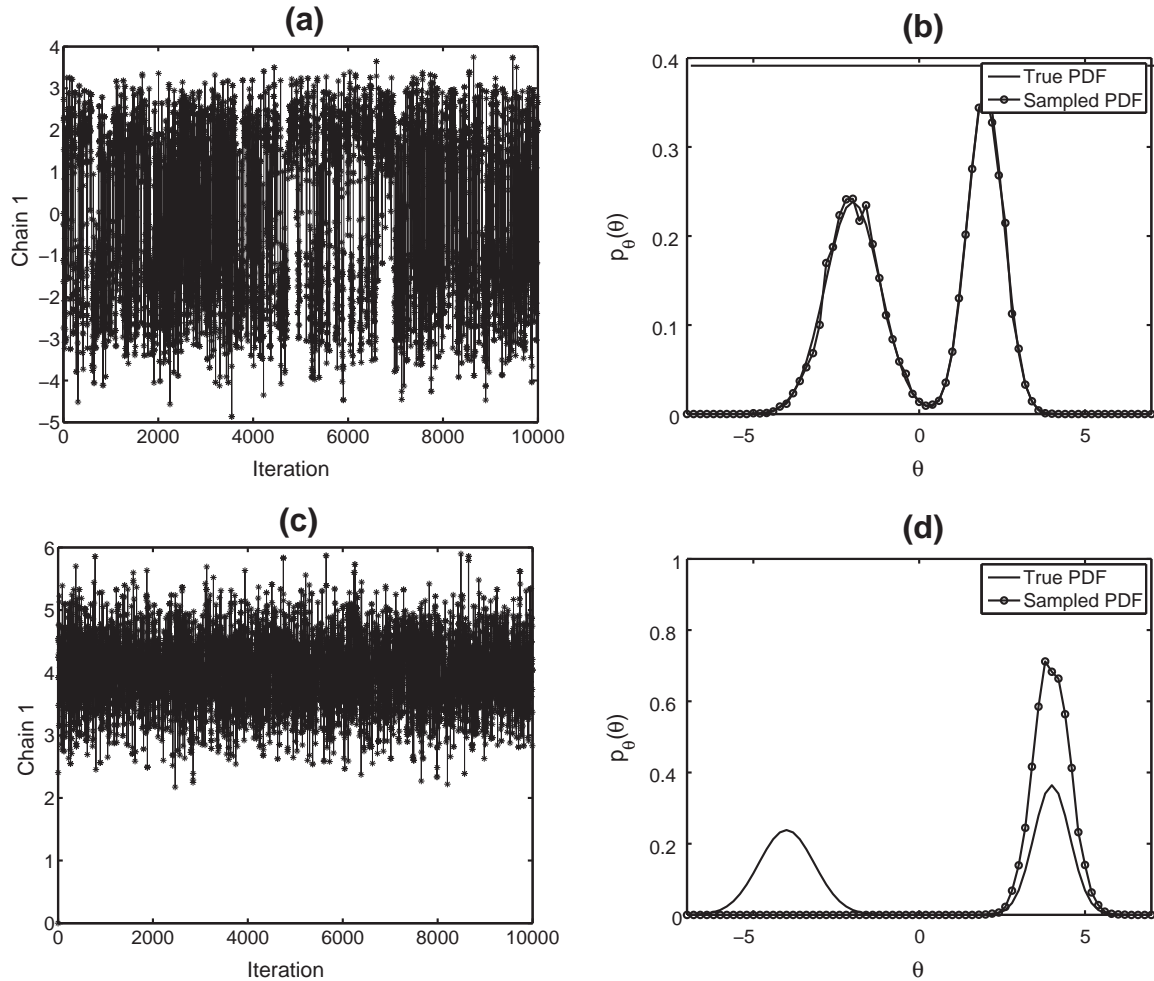 (a)
4
3
2
1
0
−1
−2
−3
−4
−5
Chain 1
0 2000 4000 6000 8000 10000
Iteration
(b)
0.4
0.3
0.2
0.1
0
pθ(θ)
True PDF
Sampled PDF
−5 0 5
θ
(c)
6
5
4
3
2
1
0
Chain 1
0 2000 4000 6000 8000 10000
Iteration
(d)
1
0.8
0.6
0.4
0.2
0
pθ(θ)
True PDF
Sampled PDF
−5 0 5
θ